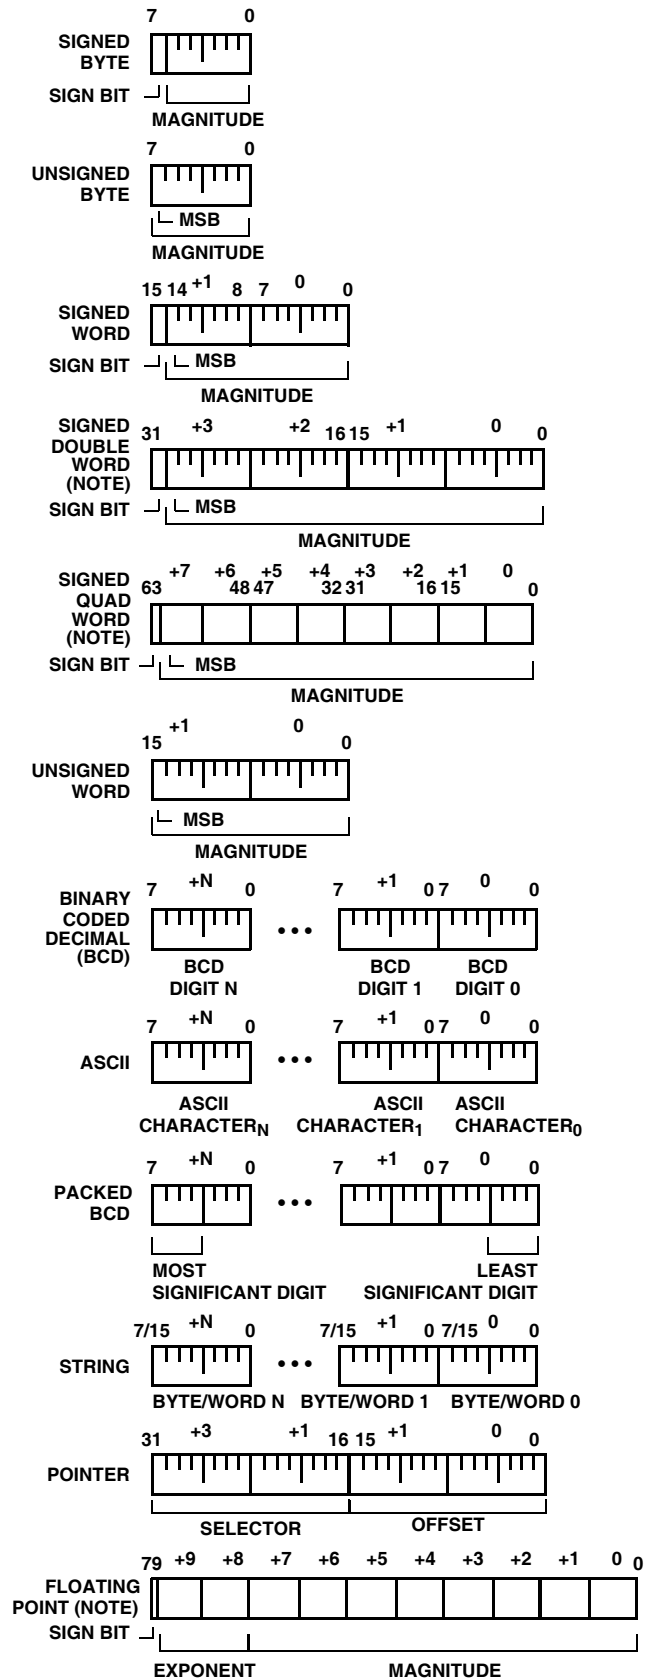 7 0
SIGNED
BYTE
SIGN BIT
MAGNITUDE
7 0
UNSIGNED
BYTE
MSB
MAGNITUDE
15 14 +1 8 7 0 0
SIGNED
WORD
SIGN BIT MSB
MAGNITUDE
SIGNED
DOUBLE
WORD
(NOTE)
31 +3 +2 16 15 +1 0 0
SIGN BIT MSB
MAGNITUDE
SIGNED
QUAD
WORD
(NOTE)
+7 +6 +5 +4 +3 +2 +1 0
63 48 47 32 31 16 15 0
SIGN BIT MSB
MAGNITUDE
+1 0
15 0
UNSIGNED
WORD
MSB
MAGNITUDE
BINARY
CODED
DECIMAL
(BCD)
7 +N 0 7 +1 0 7 0 0
•••
BCD
DIGIT N
BCD
DIGIT 1
BCD
DIGIT 0
7 +N 0 7 +1 0 7 0 0
ASCII •••
ASCII
CHARACTERN
ASCII
CHARACTER1
ASCII
CHARACTER0
7 +N 0 7 +1 0 7 0 0
PACKED
BCD
•••
MOST
SIGNIFICANT DIGIT
LEAST
SIGNIFICANT DIGIT
7/15 +N 0 7/15 +1 0 7/15 0 0
STRING •••
BYTE/WORD N BYTE/WORD 1 BYTE/WORD 0
31 +3 +1 16 15 +1 0 0
POINTER
SELECTOR OFFSET
79 +9 +8 +7 +6 +5 +4 +3 +2 +1 0 0
FLOATING
POINT (NOTE)
SIGN BIT
EXPONENT MAGNITUDE